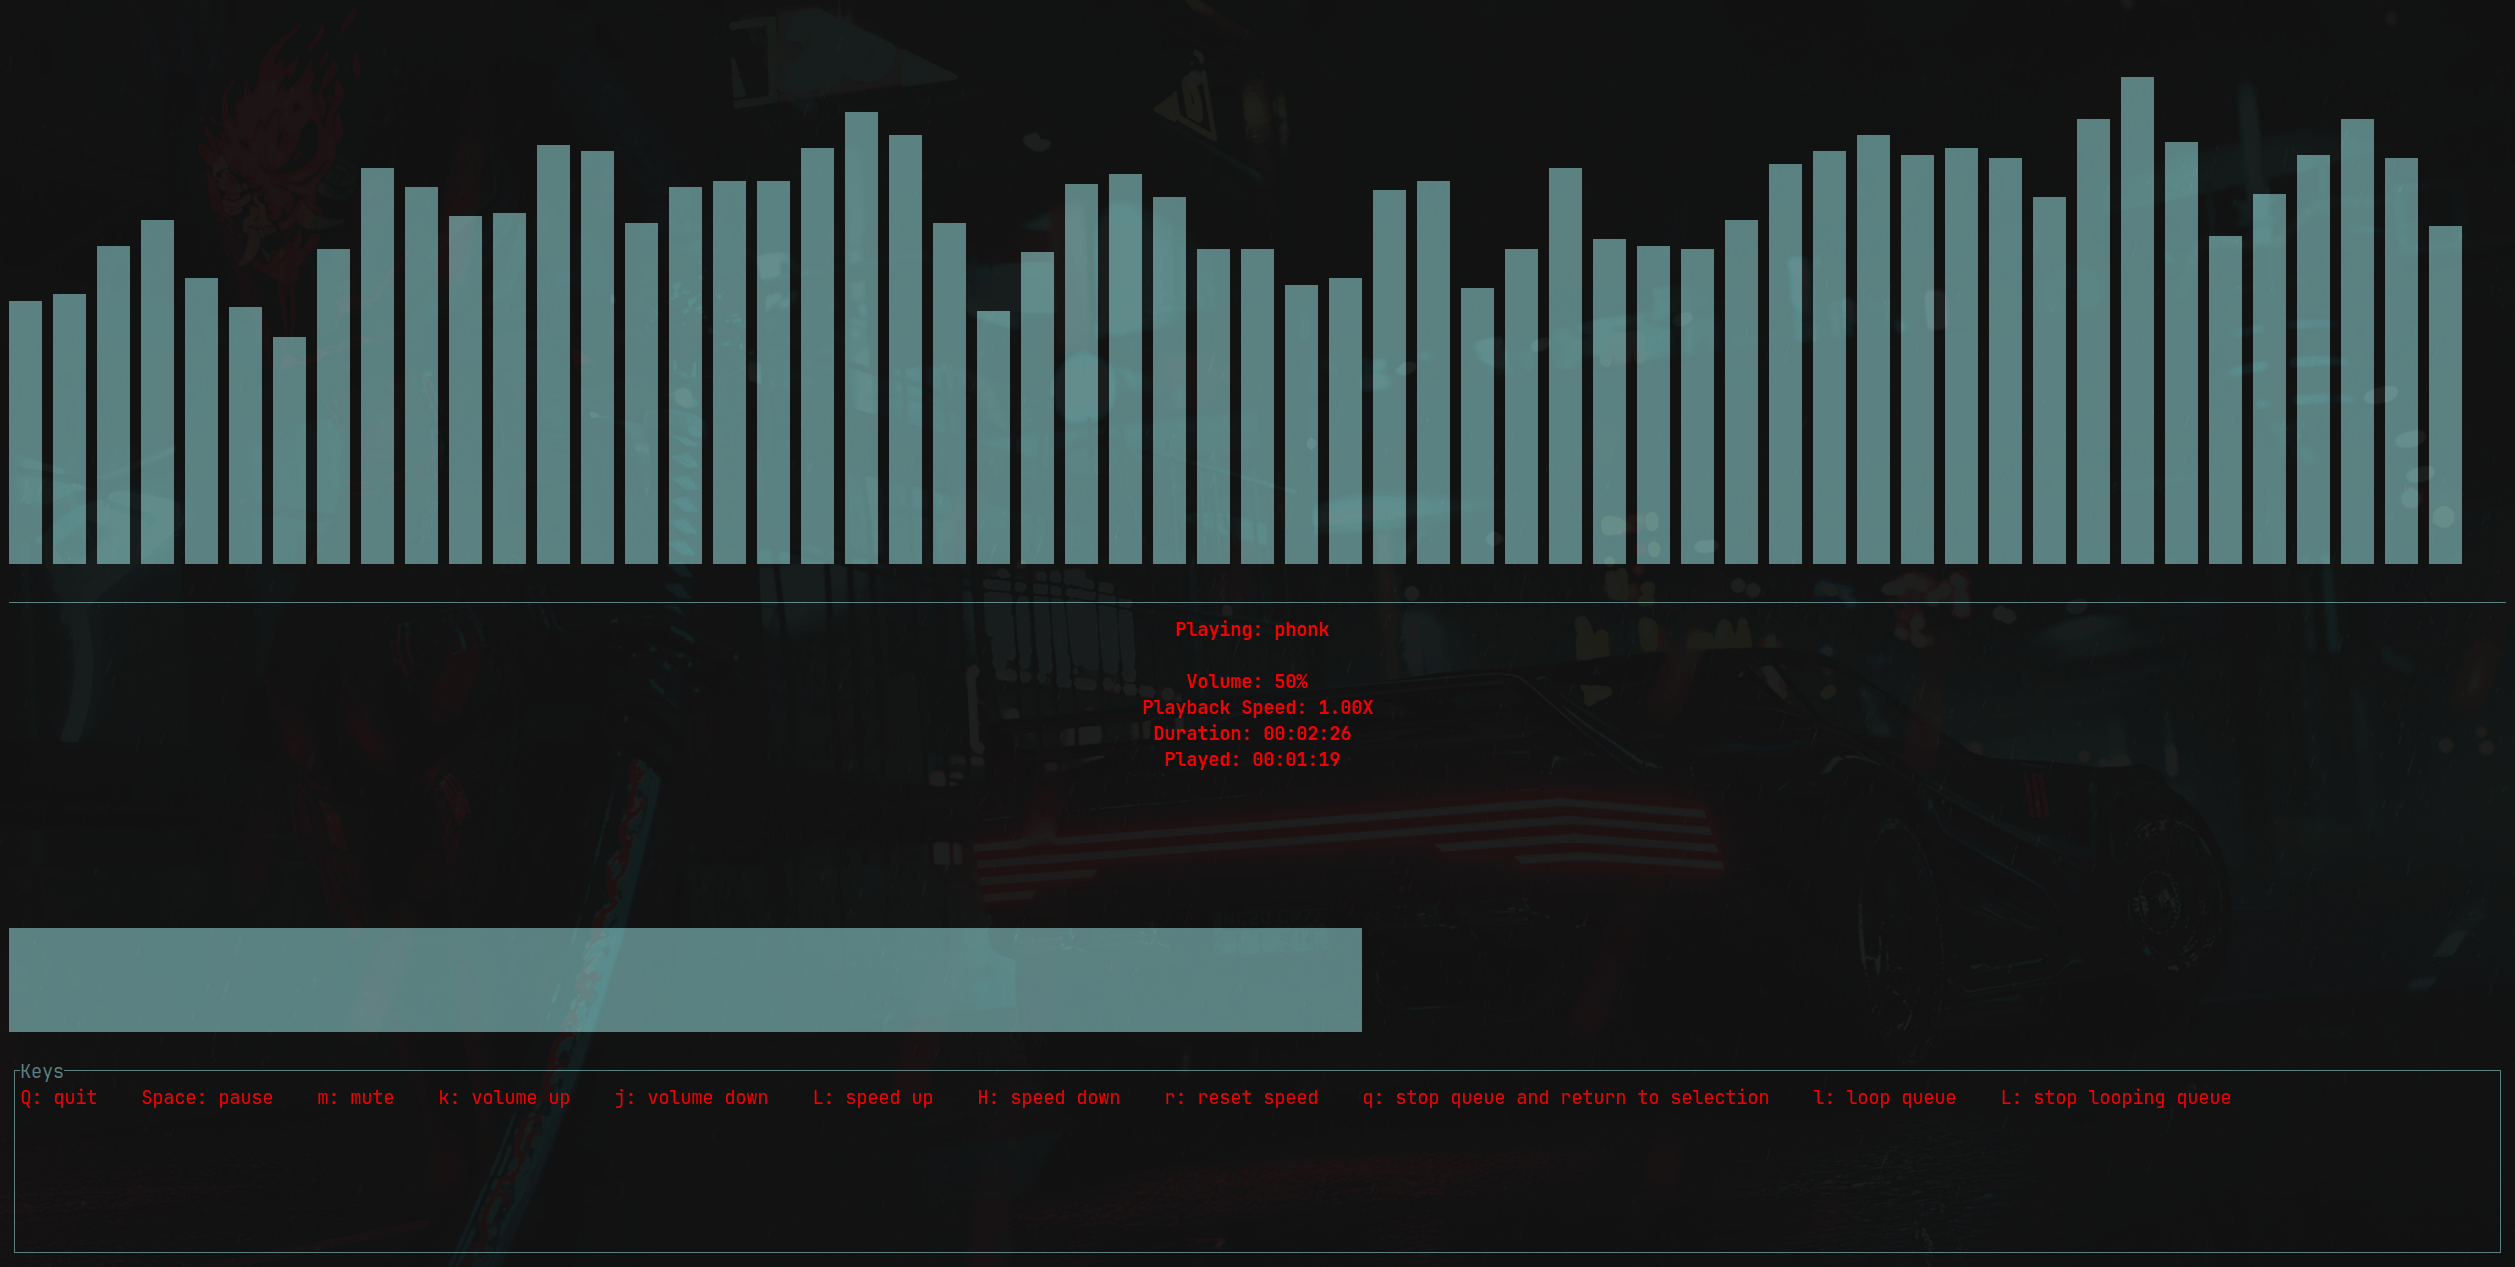 Playing: phonk
Volume: 50%
Playback Speed: 1.00X
Duration: 00:02:26
Played: 00:01:19
Keys
Q: quit    Space: pause    m: mute    k: volume up    j: volume down    L: speed up    H: speed down    r: reset speed    q: stop queue and return to selection    l: loop queue    L: stop looping queue